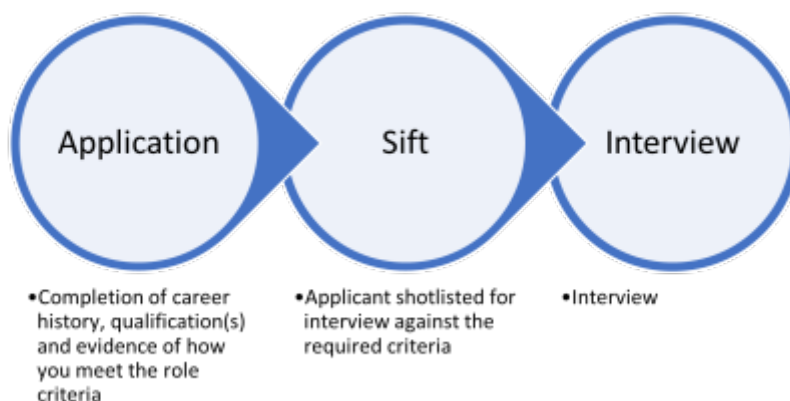 Application
Sift
Interview
•Completion of career
history, qualification(s)
and evidence of how
you meet the role
criteria
•Applicant shotlisted for
interview against the
required criteria
•Interview